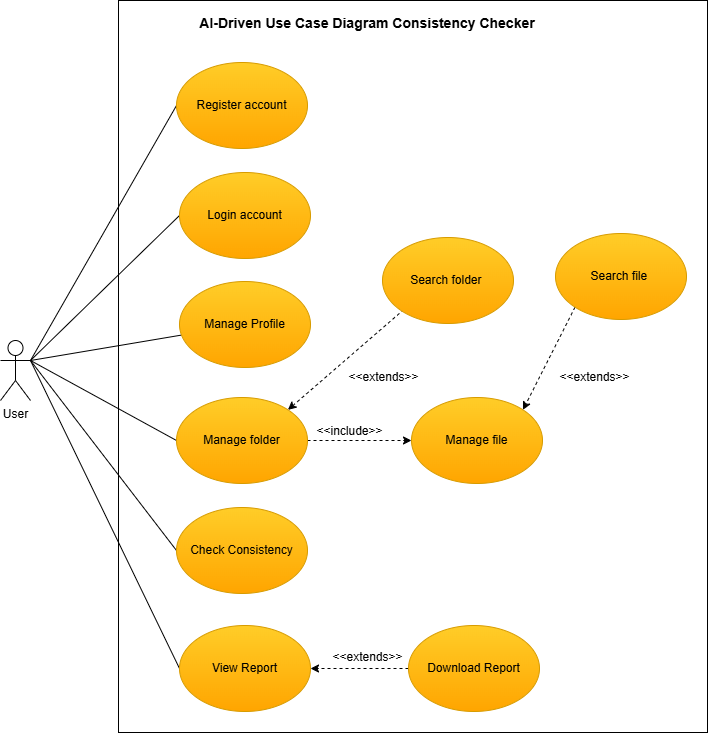 AI-Driven Use Case Diagram Consistency Checker
Register account
Login account
Search folder
Search file
Manage Profile
<<extends>>
<<extends>>
User
Manage folder
<<include>>
Manage file
Check Consistency
View Report
<<extends>>
Download Report